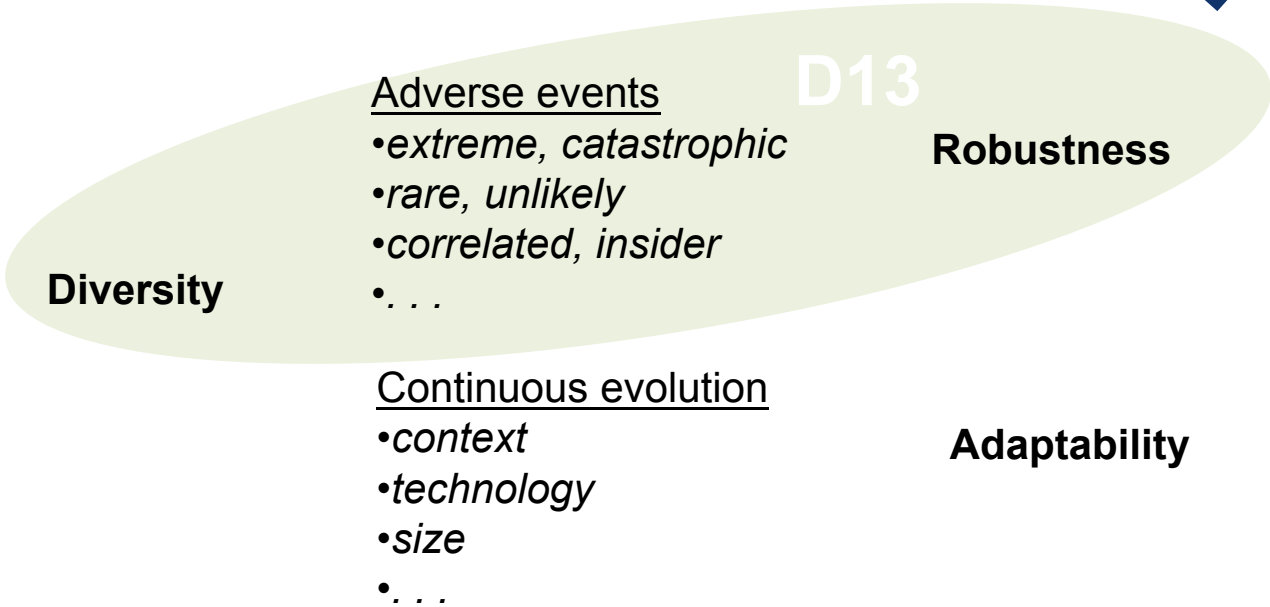 D13
Adverse events
•extreme, catastrophic
Robustness
•rare, unlikely
•correlated, insider
Diversity
•. . .
Continuous evolution
•context
Adaptability
•technology
•size
•. . .